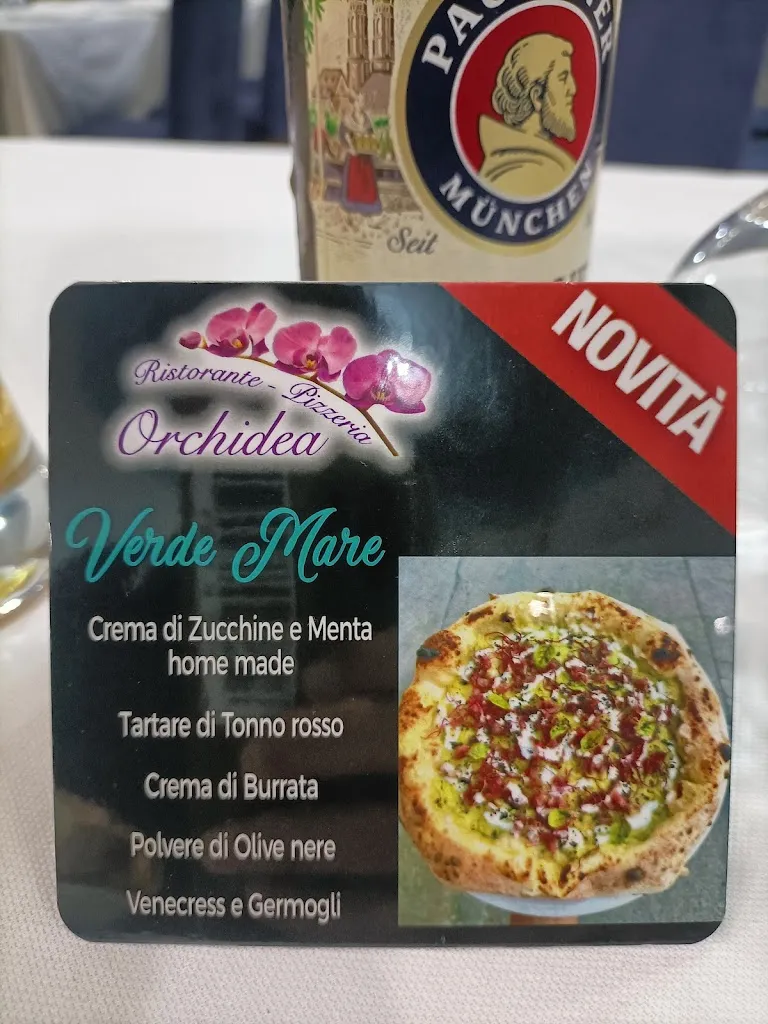 PAULANER
MÜNCHEN
Seit
NOVITÀ
Ristorante - Pizzeria
Orchidea
Verde Mare
Crema di Zucchine e Menta
home made
Tartare di Tonno rosso
Crema di Burrata
Polvere di Olive nere
Venecress e Germogli